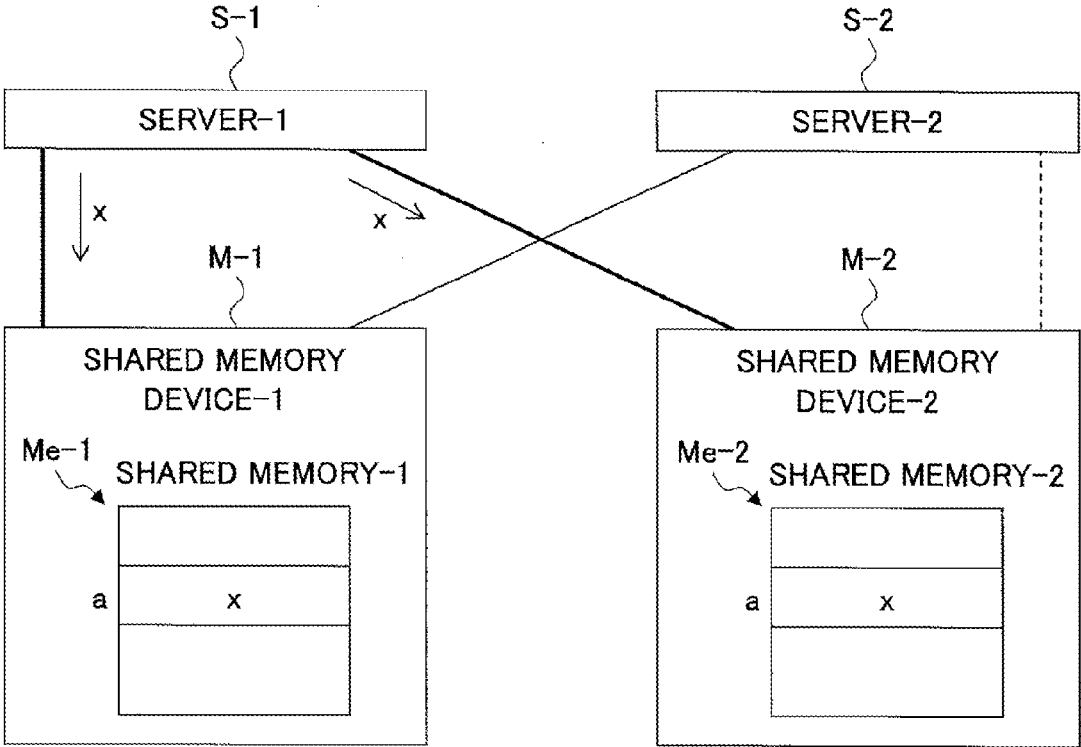 S-1
S-2
SERVER-1
SERVER-2
x
x
M-1
M-2
SHARED MEMORY
DEVICE-1
SHARED MEMORY
DEVICE-2
Me-1
SHARED MEMORY-1
Me-2
SHARED MEMORY-2
a
x
a
x